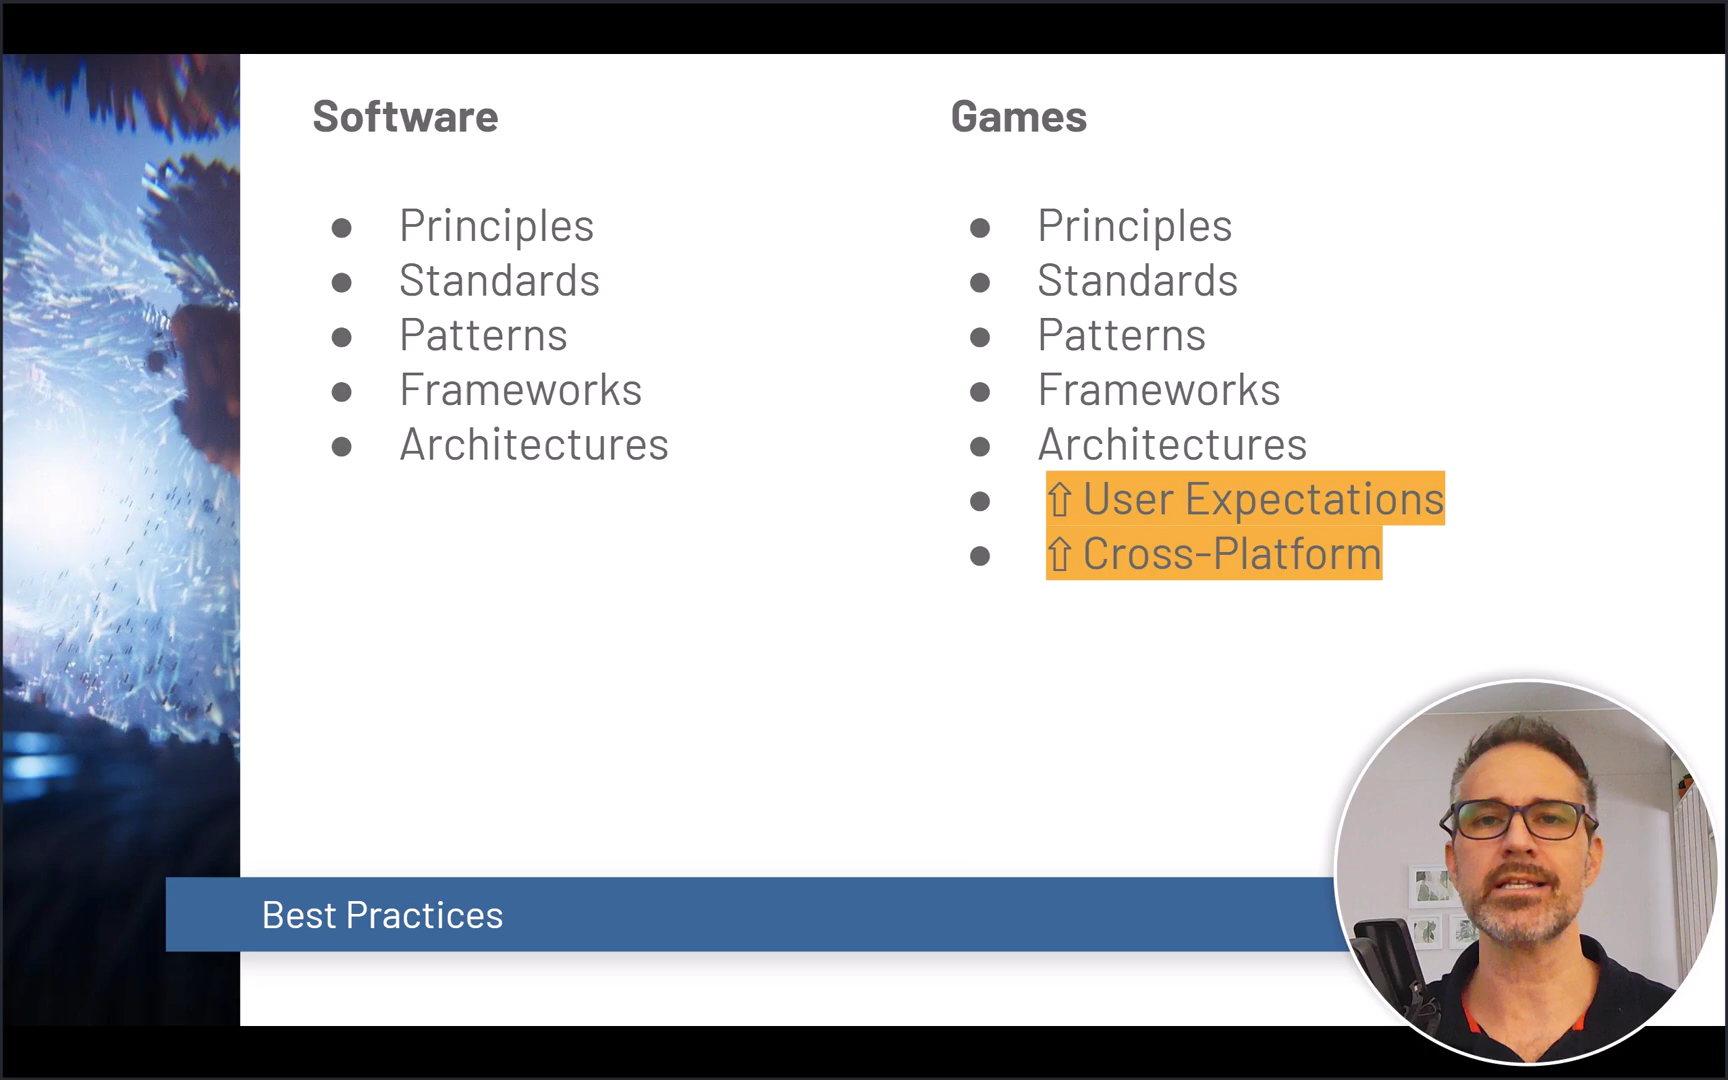 Software
● Principles
● Standards
● Patterns
● Frameworks
● Architectures
Games
● Principles
● Standards
● Patterns
● Frameworks
● Architectures
● ⇧ User Expectations
● ⇧ Cross-Platform
Best Practices